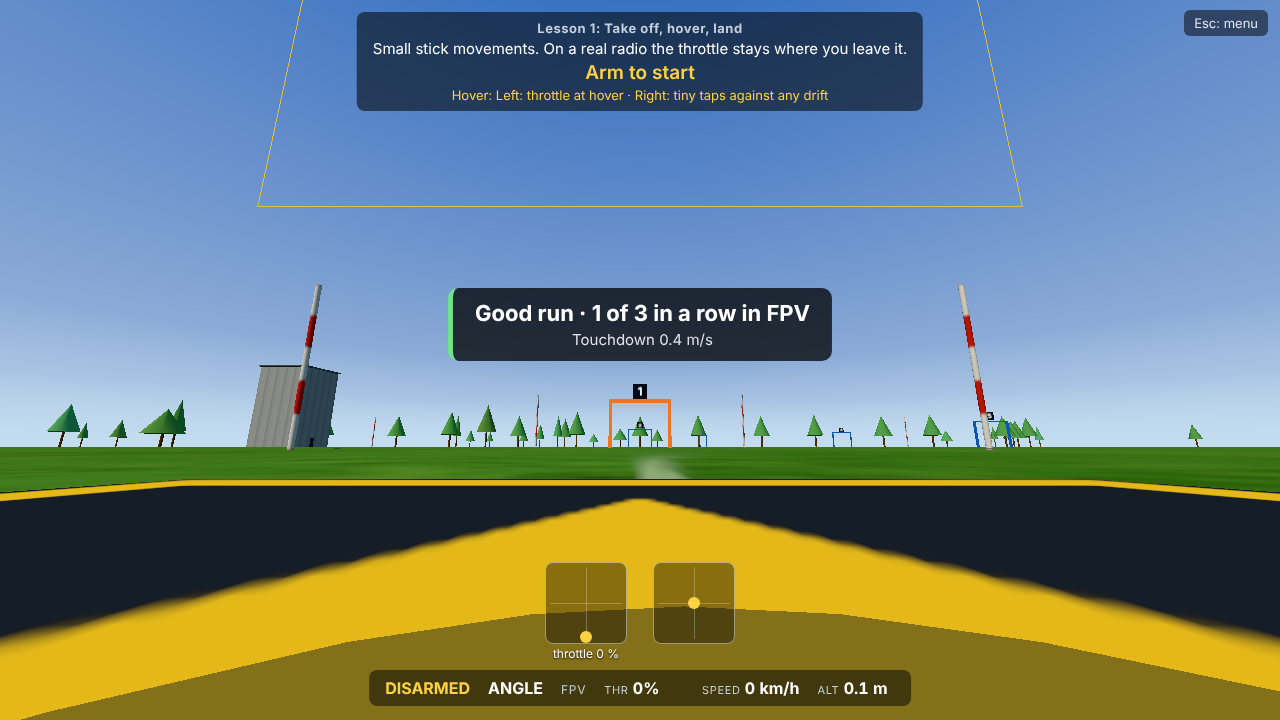 Lesson 1: Take off, hover, land
Small stick movements. On a real radio the throttle stays where you leave it.
Arm to start
Hover: Left: throttle at hover · Right: tiny taps against any drift
Esc: menu
Good run · 1 of 3 in a row in FPV
Touchdown 0.4 m/s
1
throttle 0 %
DISARMED ANGLE FPV THR 0% SPEED 0 km/h ALT 0.1 m